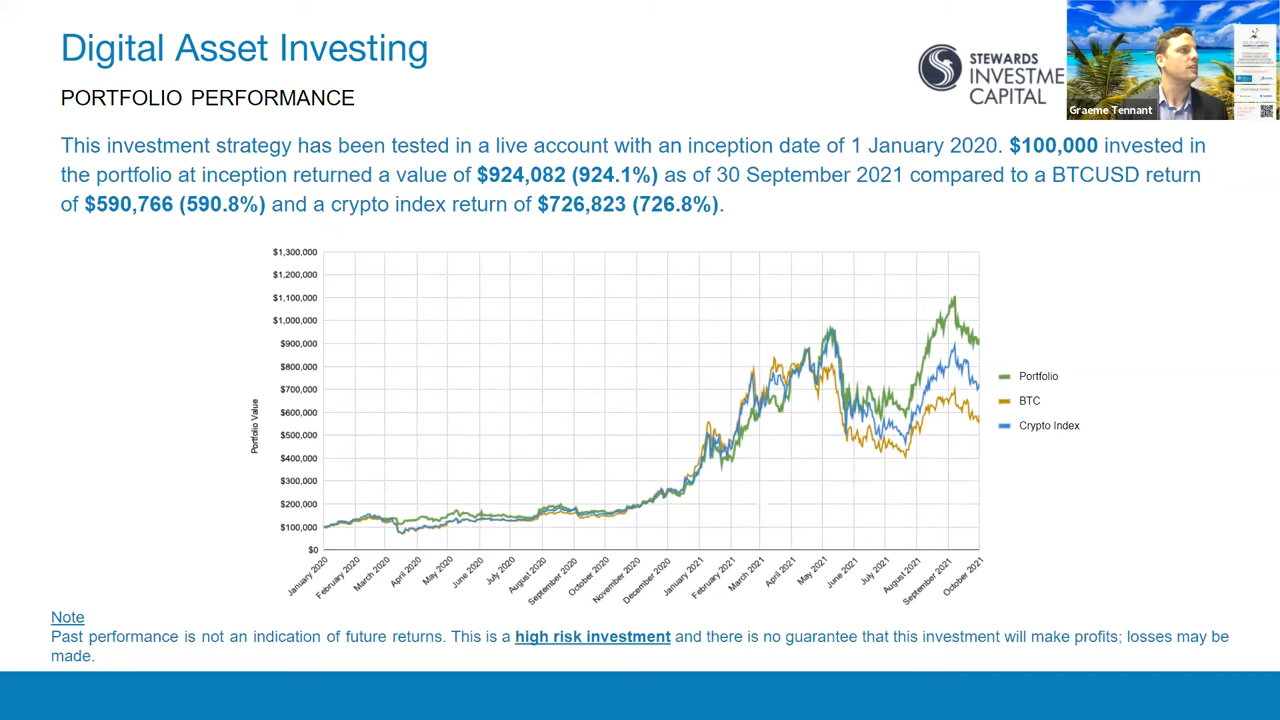 Digital Asset Investing
PORTFOLIO PERFORMANCE
STEWARDS
INVESTME
CAPITAL
Graeme Tennant
This investment strategy has been tested in a live account with an inception date of 1 January 2020. $100,000 invested in
the portfolio at inception returned a value of $924,082 (924.1%) as of 30 September 2021 compared to a BTCUSD return
of $590,766 (590.8%) and a crypto index return of $726,823 (726.8%).
$1,300,000
$1,200,000
$1,100,000
$1,000,000
$900,000
$800,000
$700,000
$600,000
$500,000
$400,000
$300,000
$200,000
$100,000
$0
Portfolio Value
January 2020
February 2020
March 2020
April 2020
May 2020
June 2020
July 2020
August 2020
September 2020
October 2020
November 2020
December 2020
January 2021
February 2021
March 2021
April 2021
May 2021
June 2021
July 2021
August 2021
September 2021
October 2021
Portfolio
BTC
Crypto Index
Note
Past performance is not an indication of future returns. This is a high risk investment and there is no guarantee that this investment will make profits; losses may be
made.